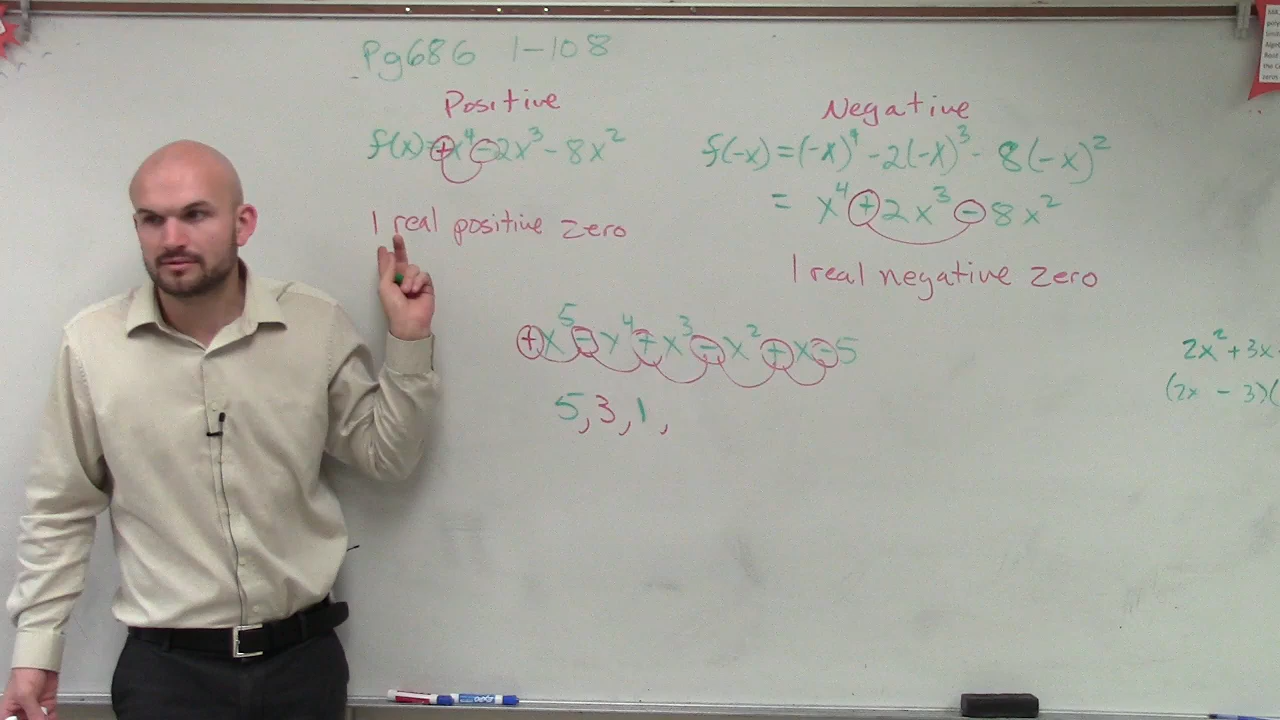 Pg686 1-108
Positive
f(x)=+x⁴-2x³-8x²
1 real positive zero
Negative
f(-x)=(-x)⁴-2(-x)³-8(-x)²
= x⁴+2x³-8x²
1 real negative zero
+x⁵-x⁴+x³-x²+x-5
5,3,1,
2x²+3x
(2x - 3)(